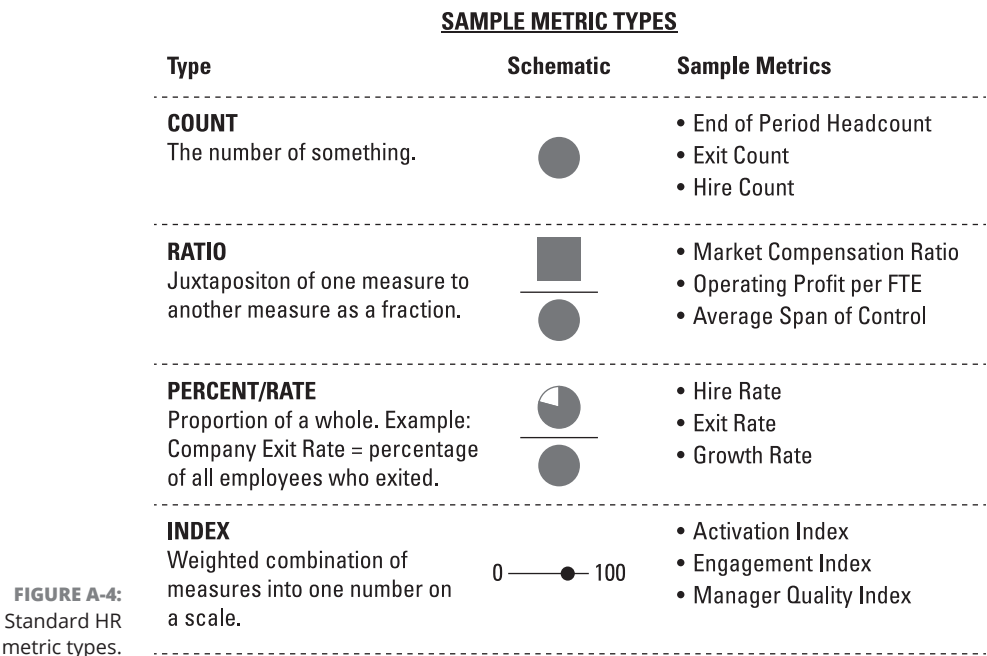 SAMPLE METRIC TYPES
Type Schematic Sample Metrics
COUNT
The number of something.
• End of Period Headcount
• Exit Count
• Hire Count
RATIO
Juxtapositon of one measure to
another measure as a fraction.
• Market Compensation Ratio
• Operating Profit per FTE
• Average Span of Control
PERCENT/RATE
Proportion of a whole. Example:
Company Exit Rate = percentage
of all employees who exited.
• Hire Rate
• Exit Rate
• Growth Rate
INDEX
Weighted combination of
measures into one number on
a scale.
0 100
• Activation Index
• Engagement Index
• Manager Quality Index
FIGURE A-4:
Standard HR
metric types.